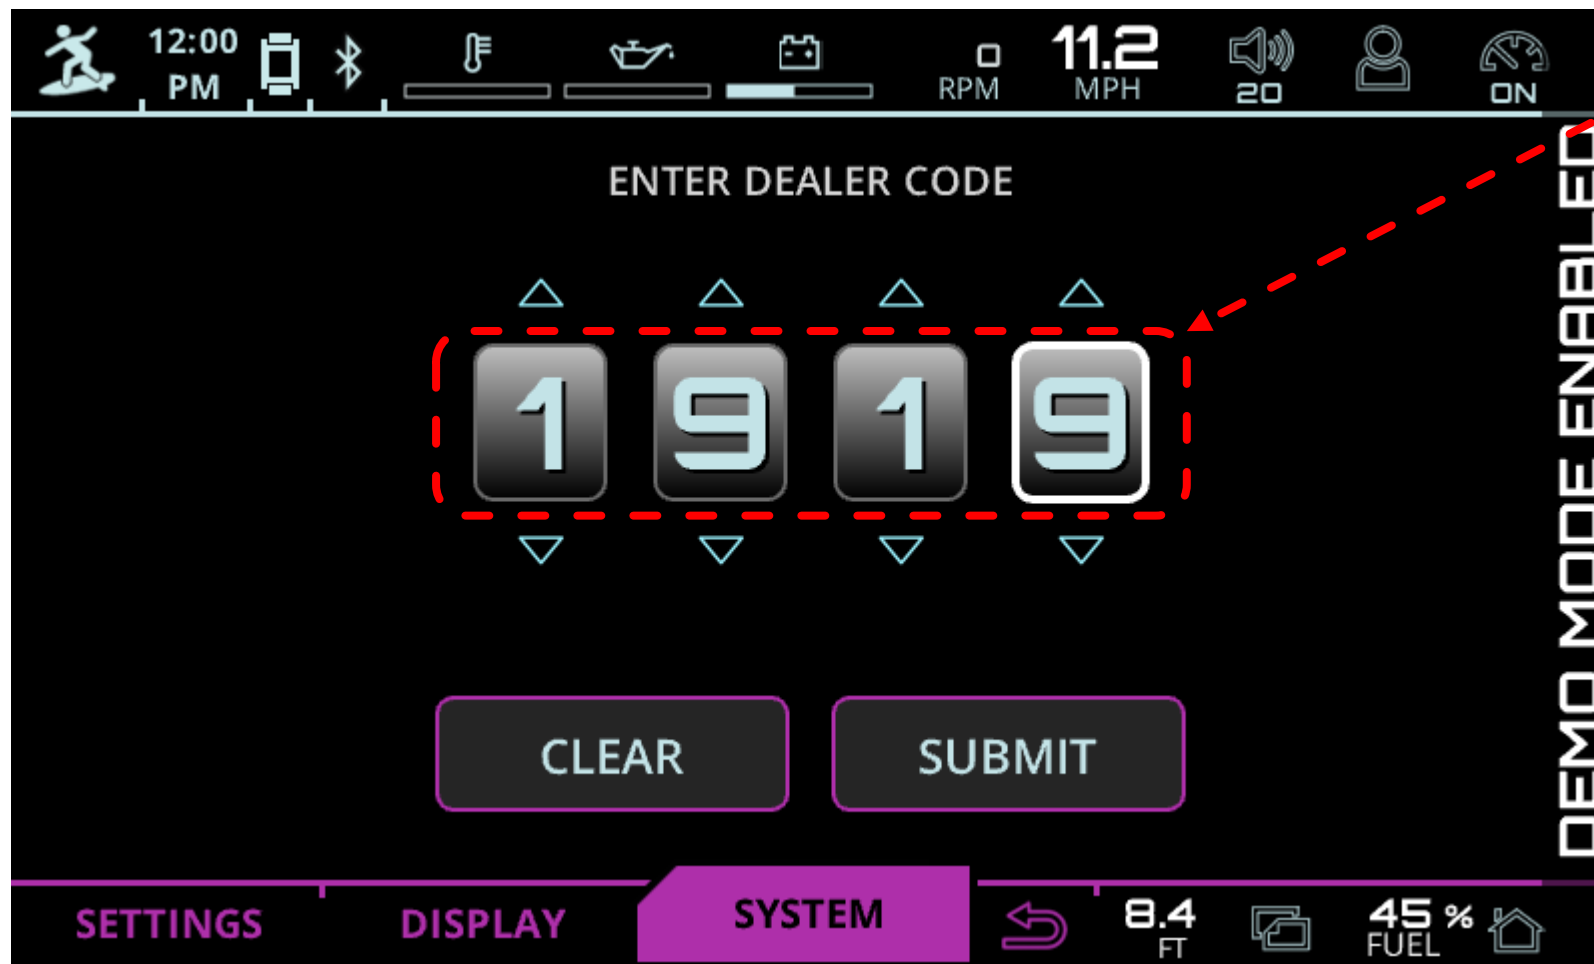 12:00
PM
0
RPM
11.2
MPH
20
ON
ENTER DEALER CODE
1 9 1 9
CLEAR
SUBMIT
DEMO MODE ENABLED
SETTINGS
DISPLAY
SYSTEM
8.4
FT
45 %
FUEL